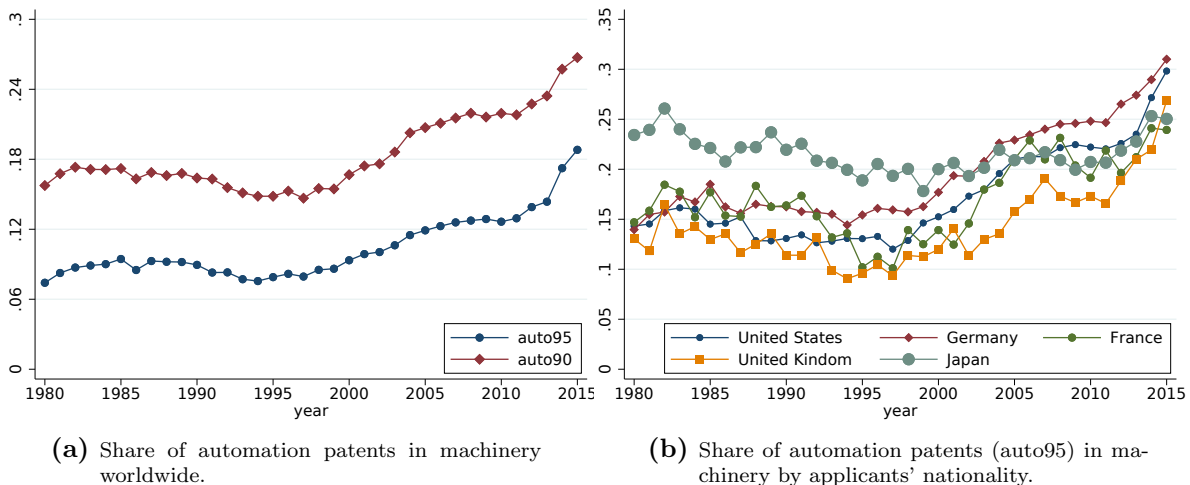 .3
.24
.18
.12
.06
0
1980 1985 1990 1995 2000 2005 2010 2015
year
auto95
auto90
(a) Share of automation patents in machinery
worldwide.
.35
.3
.25
.2
.15
.1
.05
0
1980 1985 1990 1995 2000 2005 2010 2015
year
United States Germany France
United Kindom Japan
(b) Share of automation patents (auto95) in ma-
chinery by applicants' nationality.